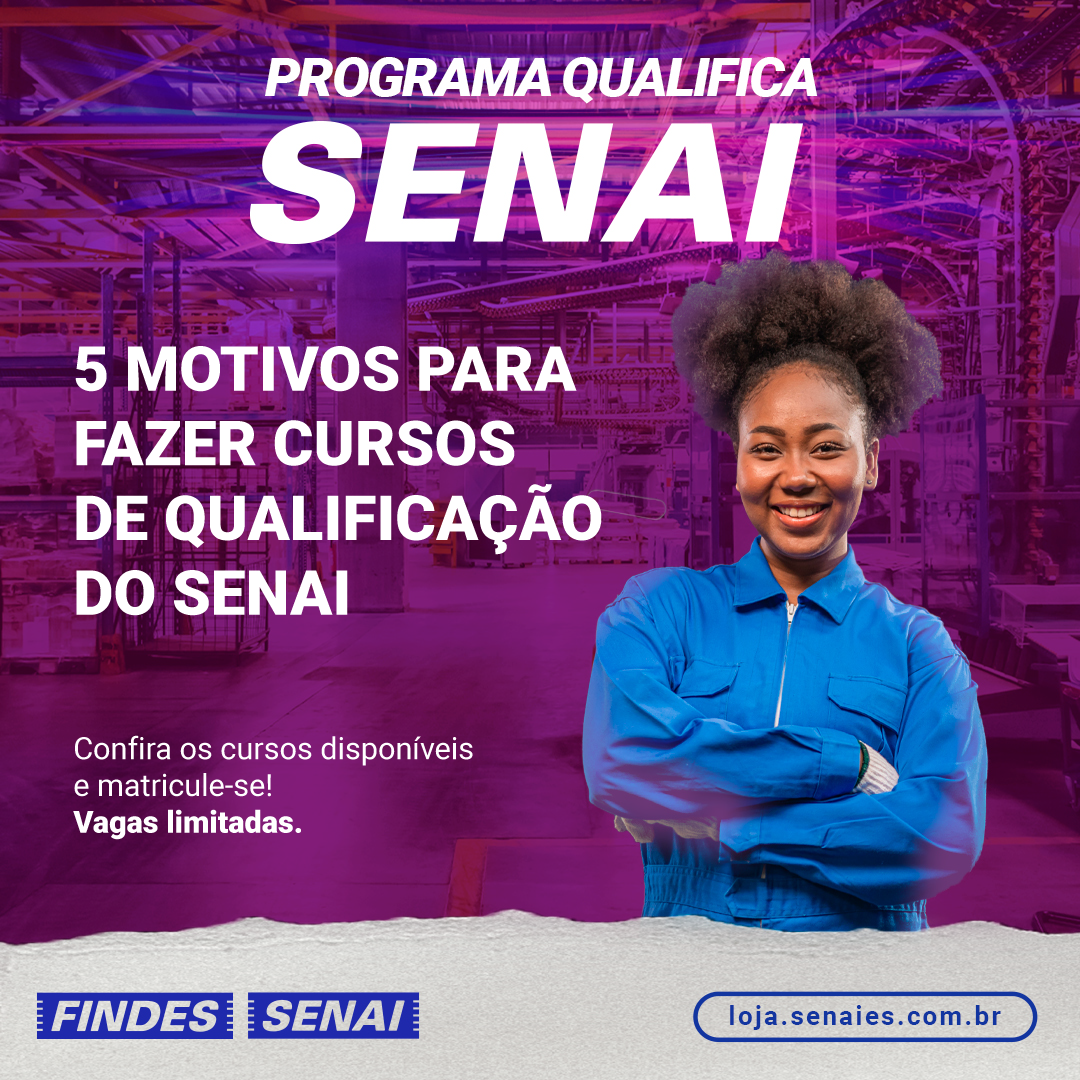 PROGRAMA QUALIFICA
SENAI
5 MOTIVOS PARA
FAZER CURSOS
DE QUALIFICAÇÃO
DO SENAI
Confira os cursos disponíveis
e matricule-se!
Vagas limitadas.
FINDES SENAI
loja.senaies.com.br